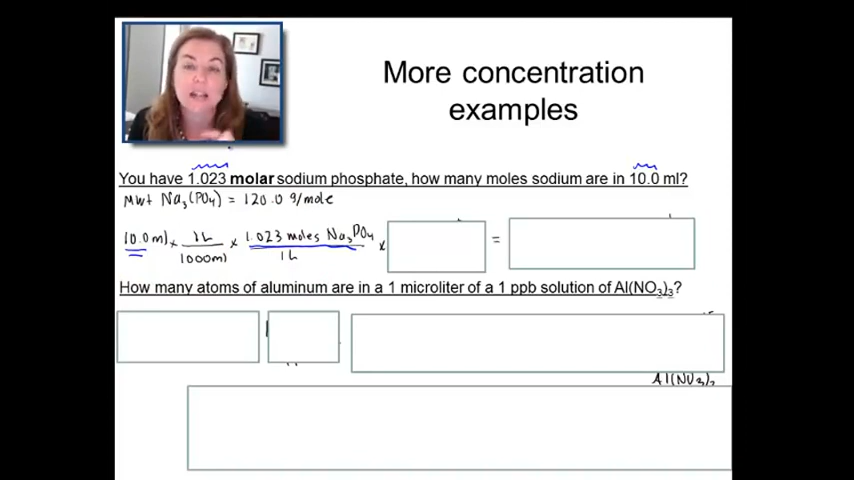 More concentration
examples
You have 1.023 molar sodium phosphate, how many moles sodium are in 10.0 ml?
Mwt Na3(PO4) = 120.0 g/mole
10.0 ml × 1L × 1.023 moles Na3PO4 × =
1000ml 1L
How many atoms of aluminum are in a 1 microliter of a 1 ppb solution of Al(NO3)3?
Al(NO3)3